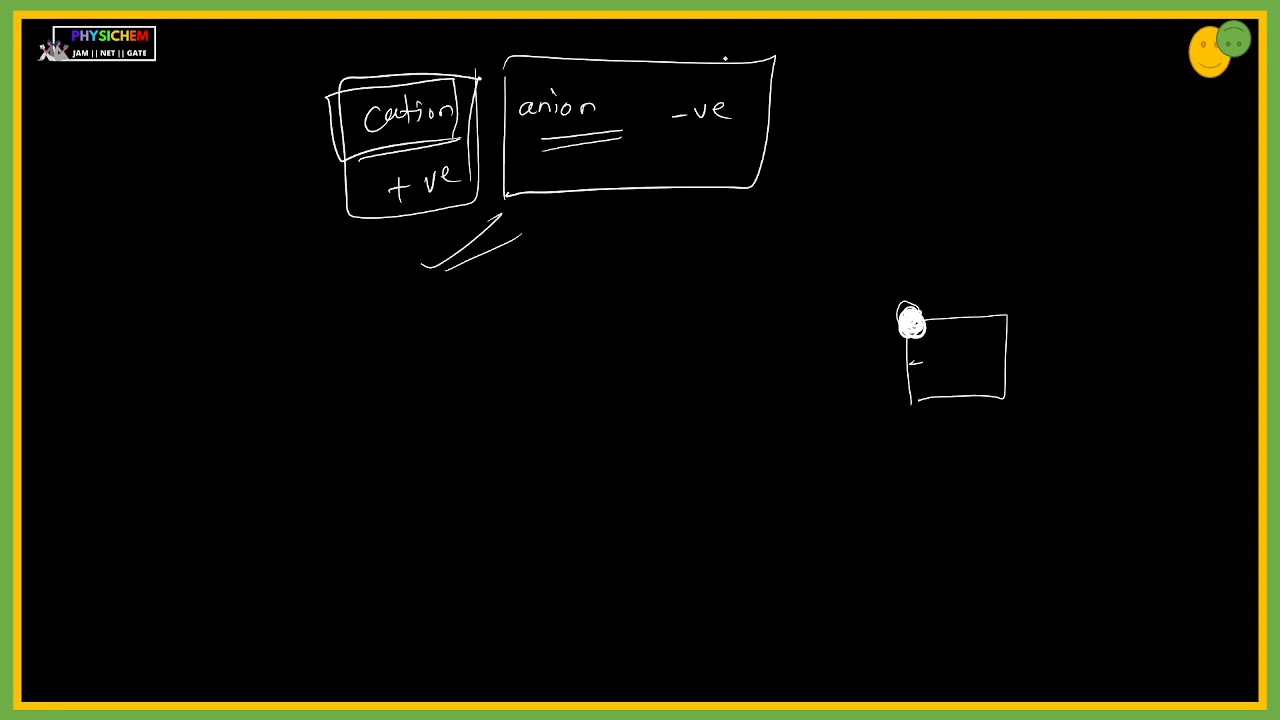 PHYSICHEM
JAM || NET || GATE
cation
+ve
anion -ve